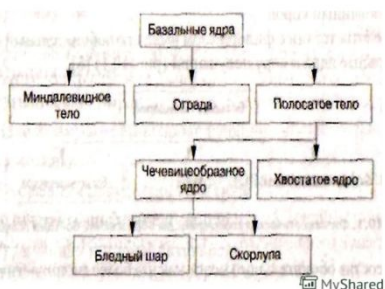 Базальные ядра
Миндалевидное
тело
Ограда
Полосатое тело
Чечевицеобразное
ядро
Хвостатое ядро
Бледный шар
Скорлупа
MyShared